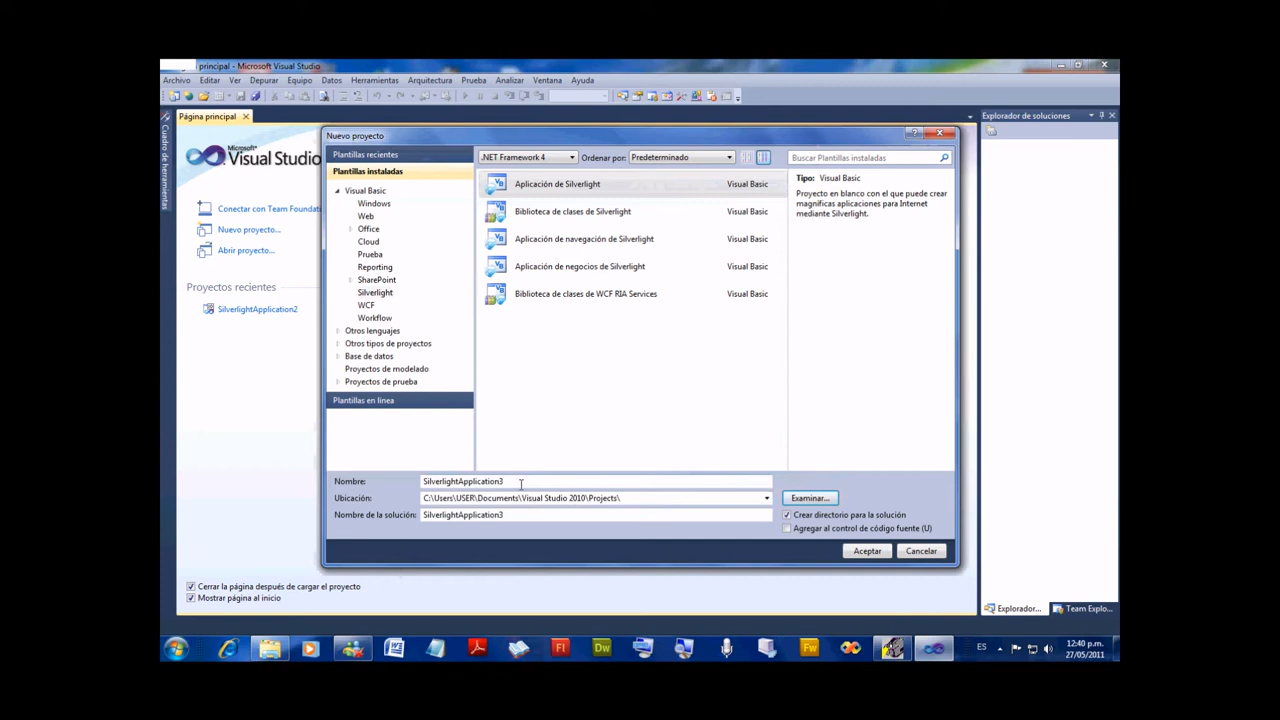 principal - Microsoft Visual Studio
Archivo Editar Ver Depurar Equipo Datos Herramientas Arquitectura Prueba Analizar Ventana Ayuda
Página principal
Explorador de soluciones
Cuadro de herramientas
Visual Studio
Conectar con Team Foundat
Nuevo proyecto...
Abrir proyecto...
Proyectos recientes
SilverlightApplication2
Cerrar la página después de cargar el proyecto
Mostrar página al inicio
Nuevo proyecto
Plantillas recientes
Plantillas instaladas
Visual Basic
Windows
Web
Office
Cloud
Prueba
Reporting
SharePoint
Silverlight
WCF
Workflow
Otros lenguajes
Otros tipos de proyectos
Base de datos
Proyectos de modelado
Proyectos de prueba
Plantillas en línea
.NET Framework 4 Ordenar por: Predeterminado
Aplicación de Silverlight Visual Basic
Biblioteca de clases de Silverlight Visual Basic
Aplicación de navegación de Silverlight Visual Basic
Aplicación de negocios de Silverlight Visual Basic
Biblioteca de clases de WCF RIA Services Visual Basic
Buscar Plantillas instaladas
Tipo: Visual Basic
Proyecto en blanco con el que puede crear
magníficas aplicaciones para Internet
mediante Silverlight.
Nombre: SilverlightApplication3
Ubicación: C:\Users\USER\Documents\Visual Studio 2010\Projects\ Examinar...
Nombre de la solución: SilverlightApplication3
Crear directorio para la solución
Agregar al control de código fuente (U)
Aceptar Cancelar
Explorador... Team Explo...
ES
12:40 p.m.
27/05/2011